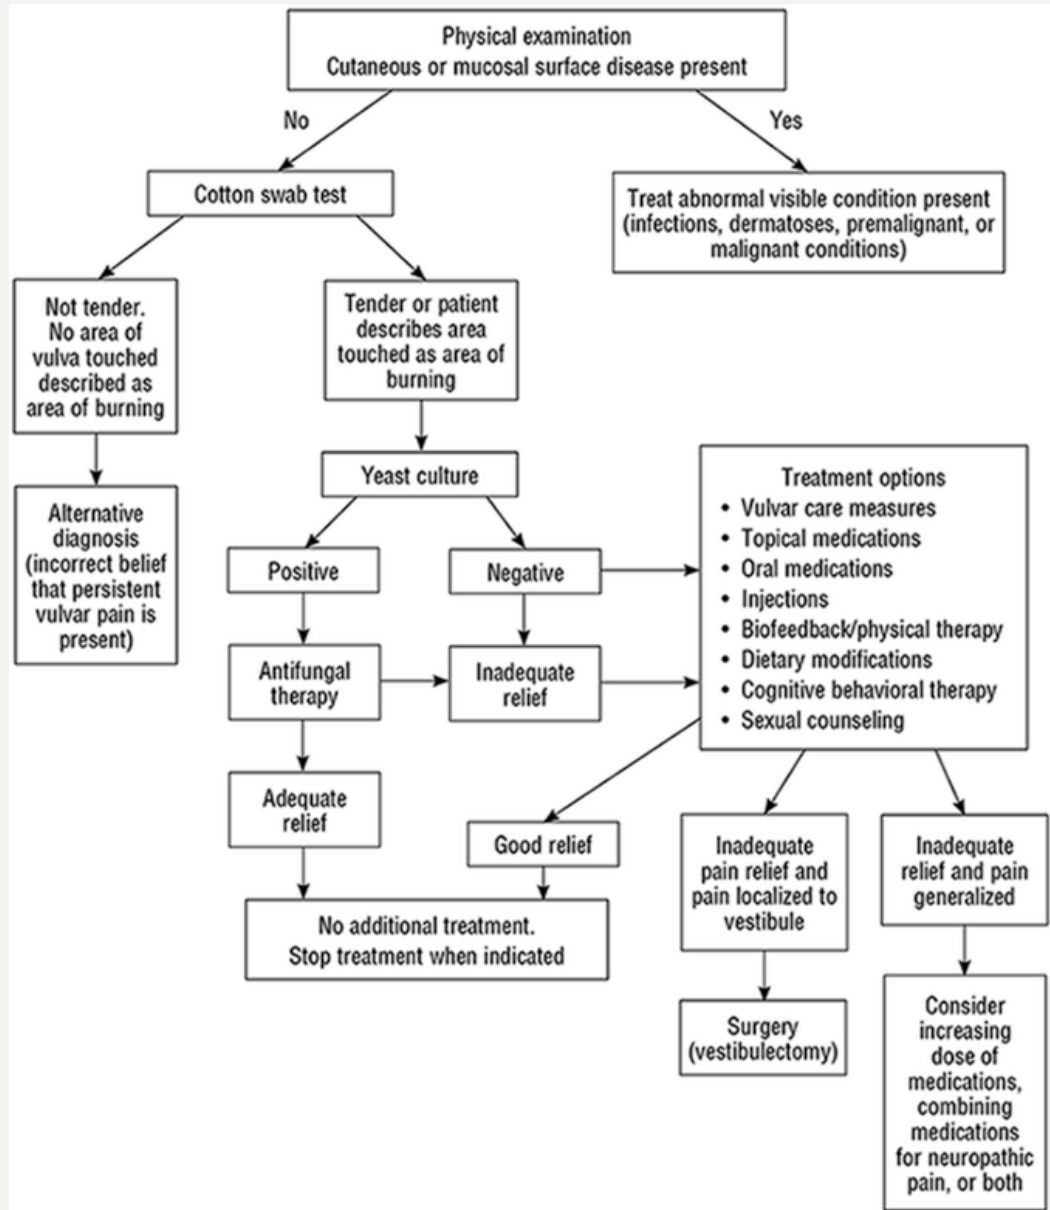 Physical examination
Cutaneous or mucosal surface disease present
No
Yes
Cotton swab test
Treat abnormal visible condition present
(infections, dermatoses, premalignant, or
malignant conditions)
Not tender.
No area of
vulva touched
described as
area of burning
Tender or patient
describes area
touched as area of
burning
Alternative
diagnosis
(incorrect belief
that persistent
vulvar pain is
present)
Yeast culture
Positive
Negative
Antifungal
therapy
Inadequate
relief
Treatment options
• Vulvar care measures
• Topical medications
• Oral medications
• Injections
• Biofeedback/physical therapy
• Dietary modifications
• Cognitive behavioral therapy
• Sexual counseling
Adequate
relief
Good relief
No additional treatment.
Stop treatment when indicated
Inadequate
pain relief and
pain localized to
vestibule
Surgery
(vestibulectomy)
Inadequate
relief and pain
generalized
Consider
increasing
dose of
medications,
combining
medications
for neuropathic
pain, or both